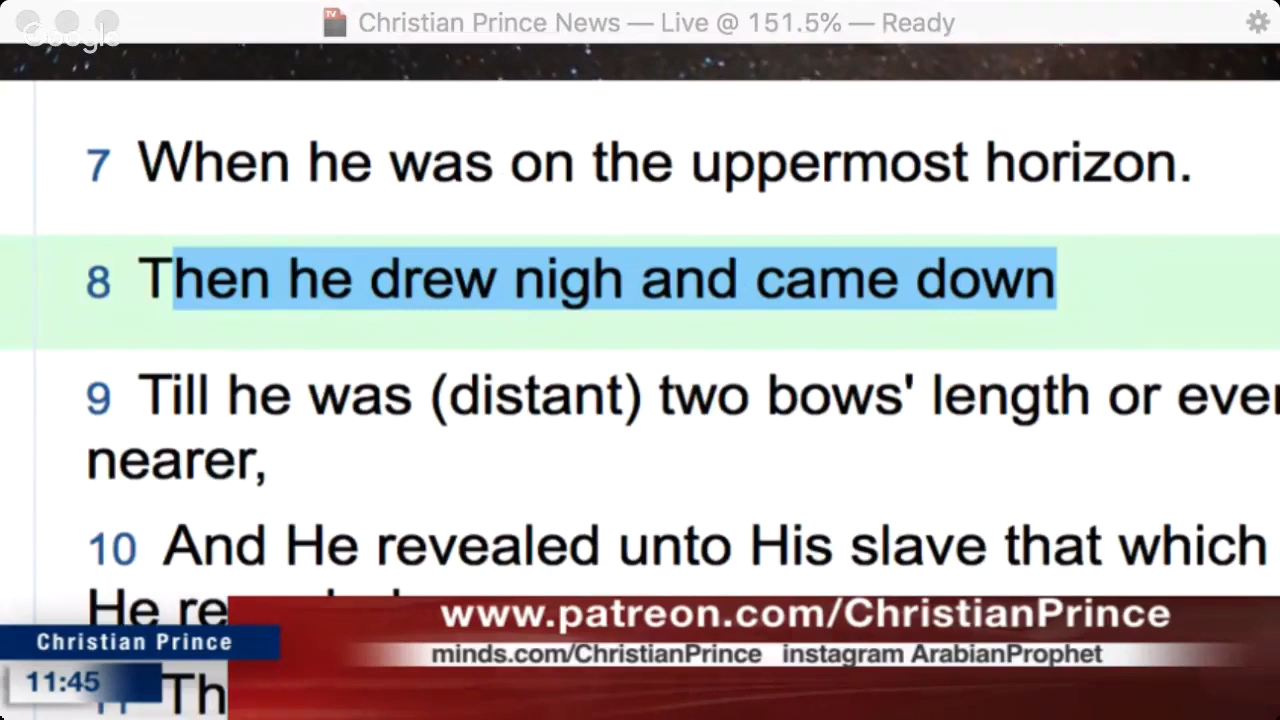 Christian Prince News — Live @ 151.5% — Ready
Google
7 When he was on the uppermost horizon.
8 Then he drew nigh and came down
9 Till he was (distant) two bows' length or
nearer,
10 And He revealed unto His slave that which
He
www.patreon.com/ChristianPrince
Christian Prince
minds.com/ChristianPrince instagram ArabianProphet
11:45